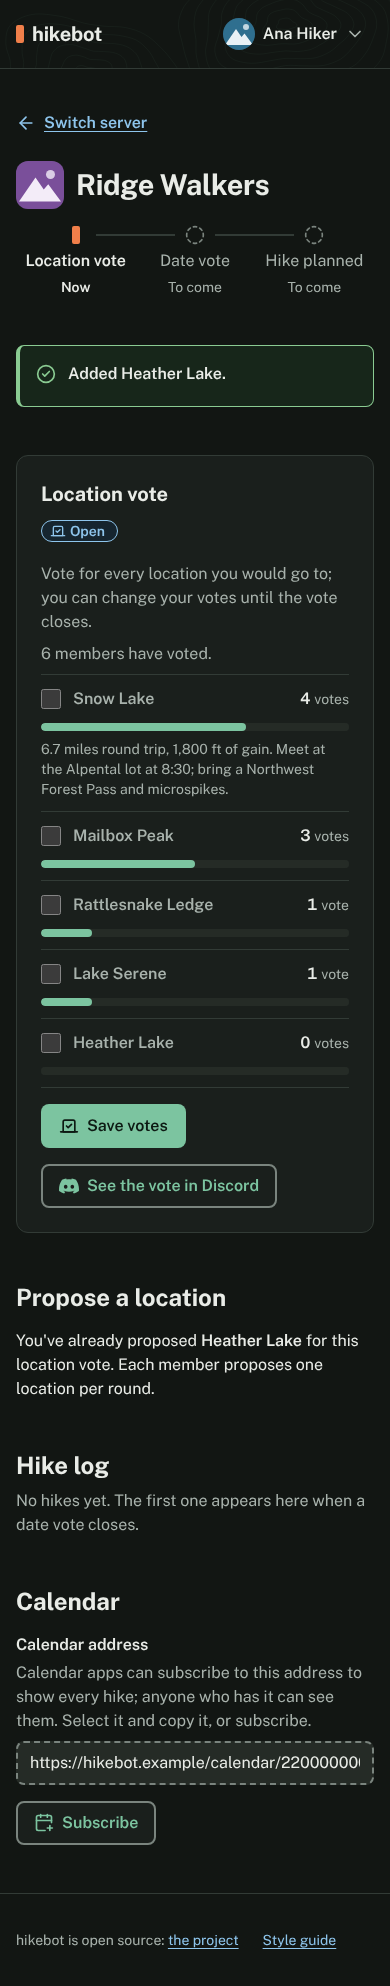 hikebot
Ana Hiker
Switch server
Ridge Walkers
Location vote
Date vote
Hike planned
Now
To come
To come
Added Heather Lake.
Location vote
Open
Vote for every location you would go to;
you can change your votes until the vote
closes.
6 members have voted.
Snow Lake 4 votes
6.7 miles round trip, 1,800 ft of gain. Meet at
the Alpental lot at 8:30; bring a Northwest
Forest Pass and microspikes.
Mailbox Peak 3 votes
Rattlesnake Ledge 1 vote
Lake Serene 1 vote
Heather Lake 0 votes
Save votes
See the vote in Discord
Propose a location
You've already proposed Heather Lake for this
location vote. Each member proposes one
location per round.
Hike log
No hikes yet. The first one appears here when a
date vote closes.
Calendar
Calendar address
Calendar apps can subscribe to this address to
show every hike; anyone who has it can see
them. Select it and copy it, or subscribe.
https://hikebot.example/calendar/22000000
Subscribe
hikebot is open source: the project Style guide